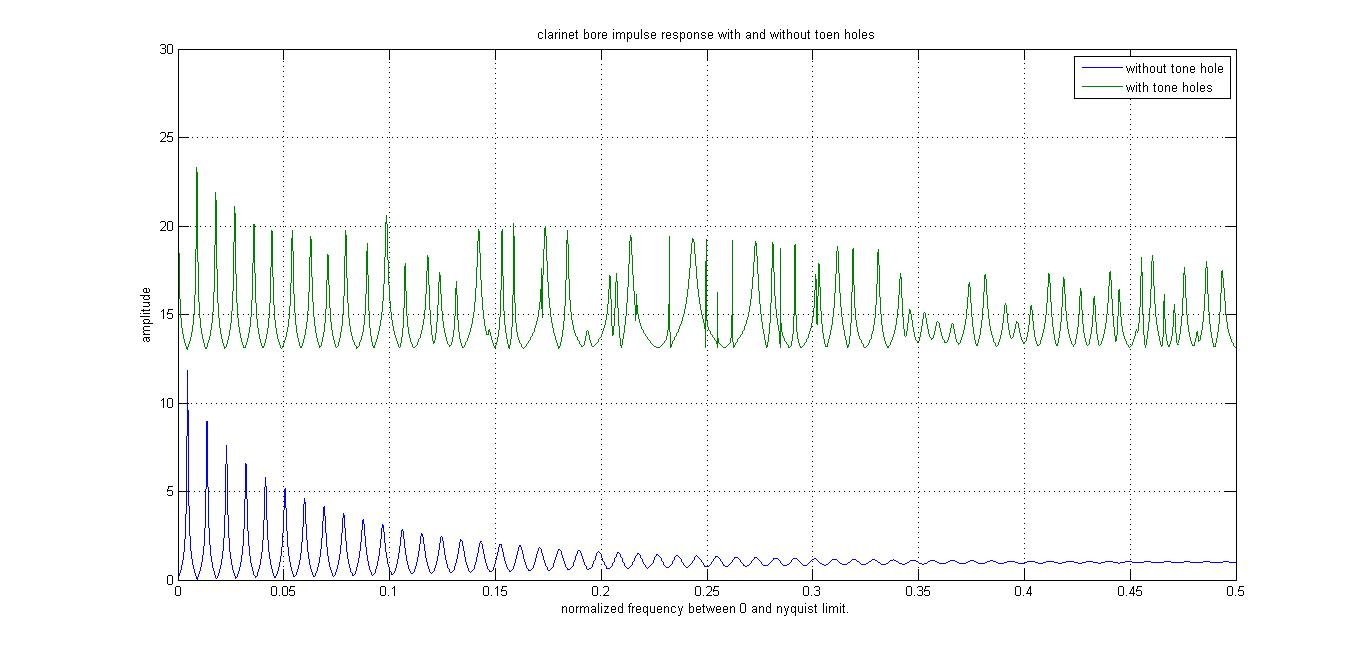 clarinet bore impulse response with and without toen holes
without tone hole
with tone holes
30
25
20
15
10
5
0
amplitude
0 0.05 0.1 0.15 0.2 0.25 0.3 0.35 0.4 0.45 0.5
normalized frequency between 0 and nyquist limit.